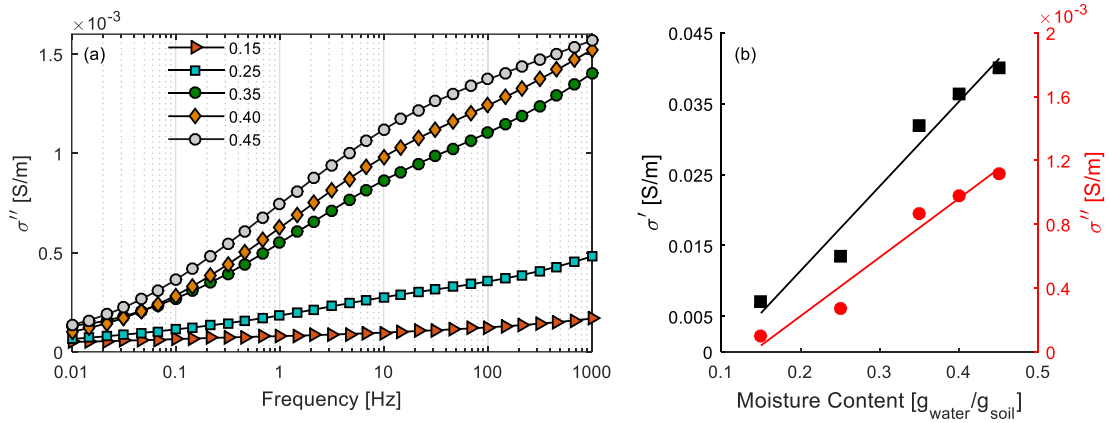 ×10⁻³
(a)
0.15
0.25
0.35
0.40
0.45
1.5
1
0.5
0
σ′′ [S/m]
0.01 0.1 1 10 100 1000
Frequency [Hz]
(b)
0.045
0.035
0.025
0.015
0.005
0
σ′ [S/m]
×10⁻³
2
1.6
1.2
0.8
0.4
0
σ′′ [S/m]
0.1 0.2 0.3 0.4 0.5
Moisture Content [g_water/g_soil]